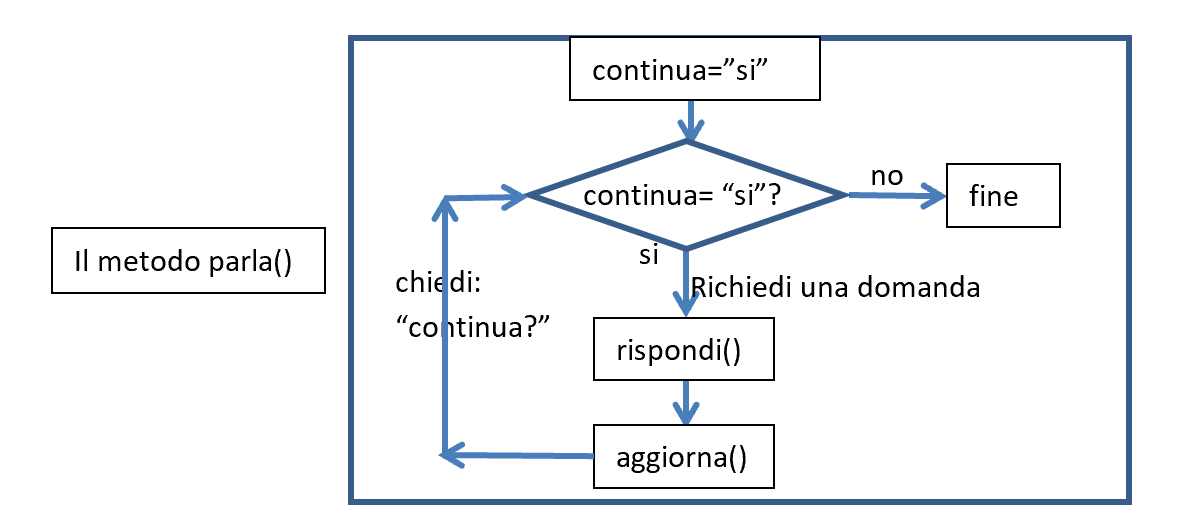 continua=”si”
continua= “si”?
no
fine
si
Il metodo parla()
chiedi:
“continua?”
Richiedi una domanda
rispondi()
aggiorna()